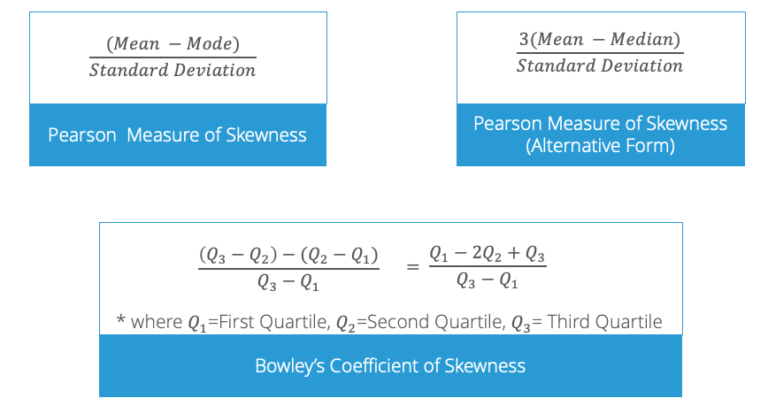 (Mean − Mode)
Standard Deviation
Pearson Measure of Skewness
3(Mean − Median)
Standard Deviation
Pearson Measure of Skewness
(Alternative Form)
(Q₃ − Q₂) − (Q₂ − Q₁) = Q₁ − 2Q₂ + Q₃
Q₃ − Q₁ Q₃ − Q₁
* where Q₁=First Quartile, Q₂=Second Quartile, Q₃= Third Quartile
Bowley's Coefficient of Skewness